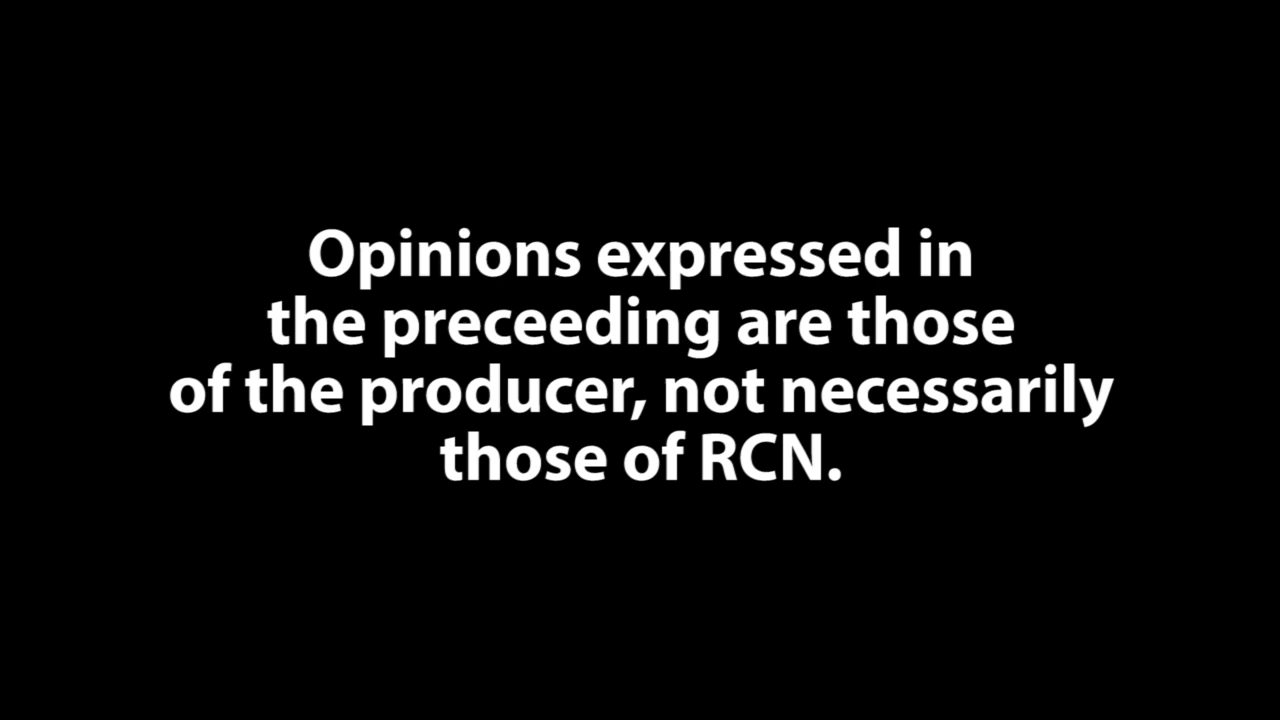 Opinions expressed in
the preceeding are those
of the producer, not necessarily
those of RCN.